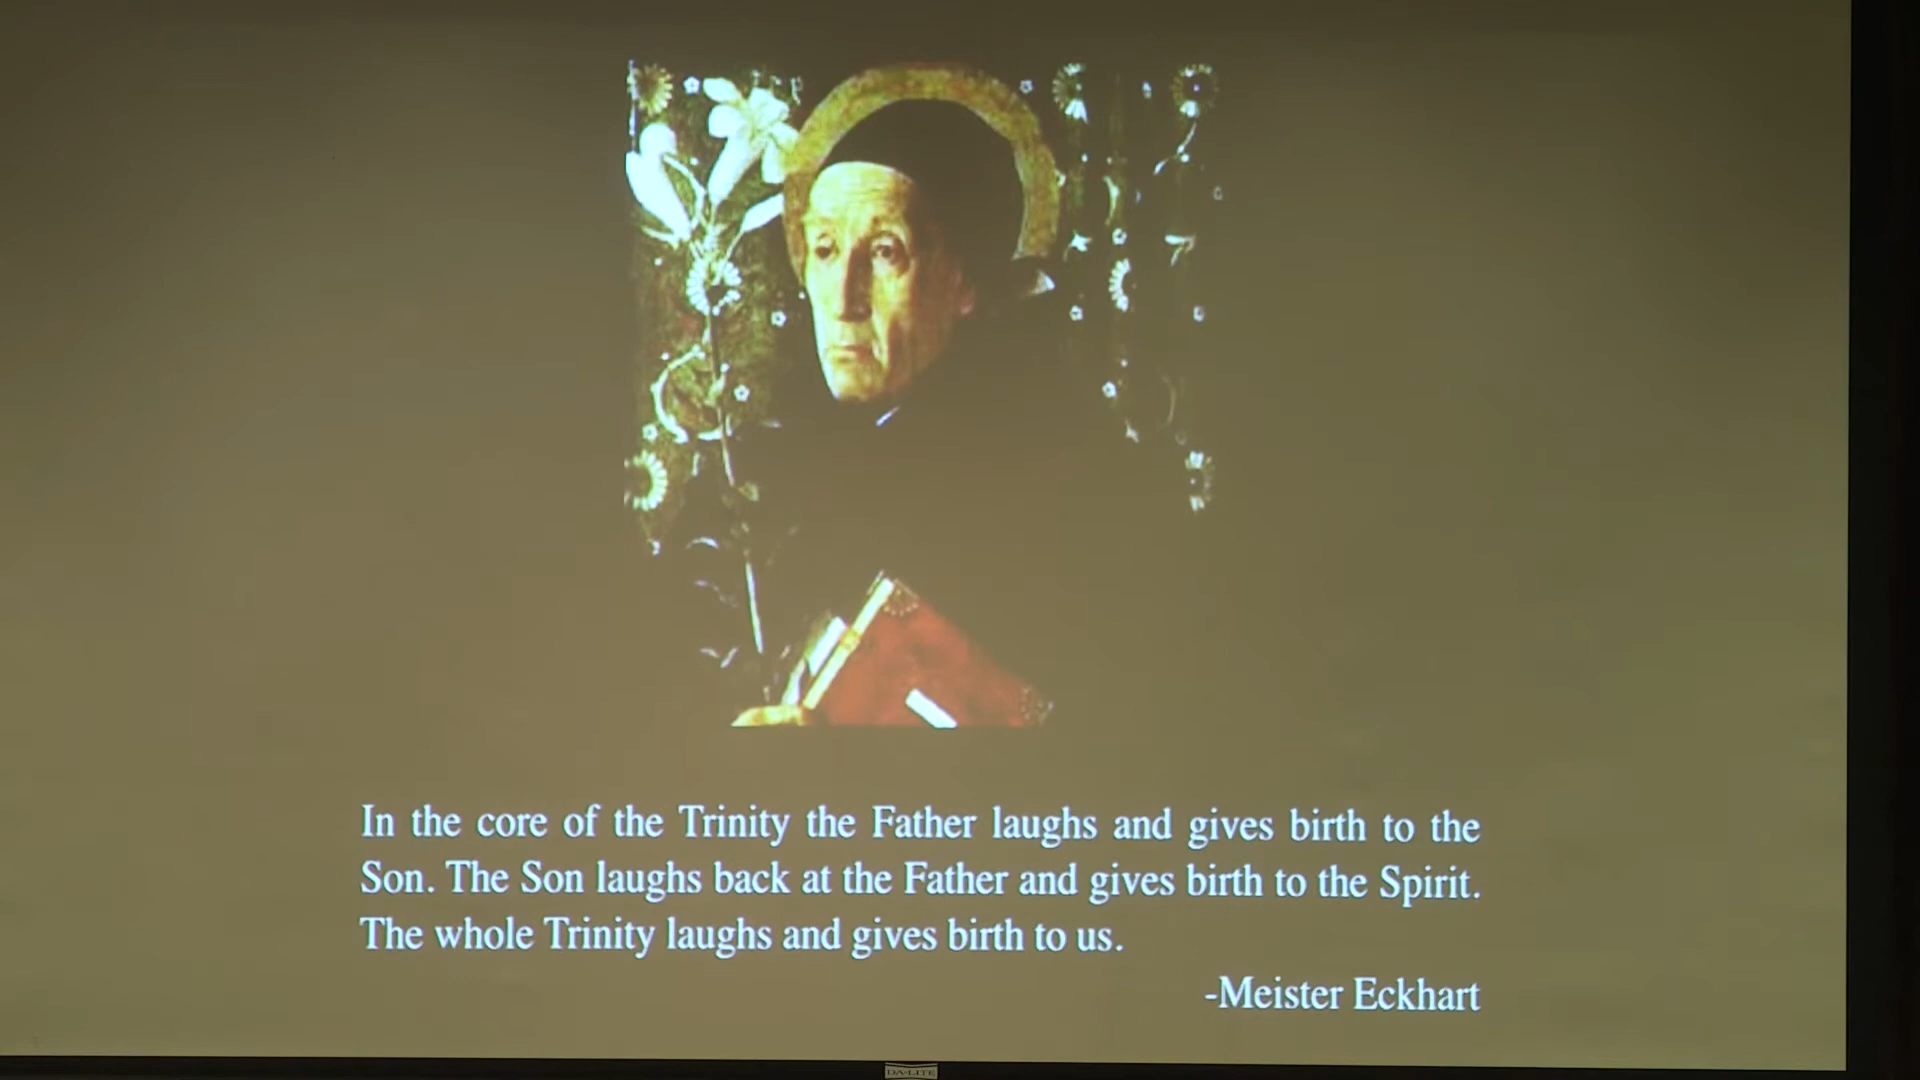 In the core of the Trinity the Father laughs and gives birth to the
Son. The Son laughs back at the Father and gives birth to the Spirit.
The whole Trinity laughs and gives birth to us.
-Meister Eckhart
DA-LITE